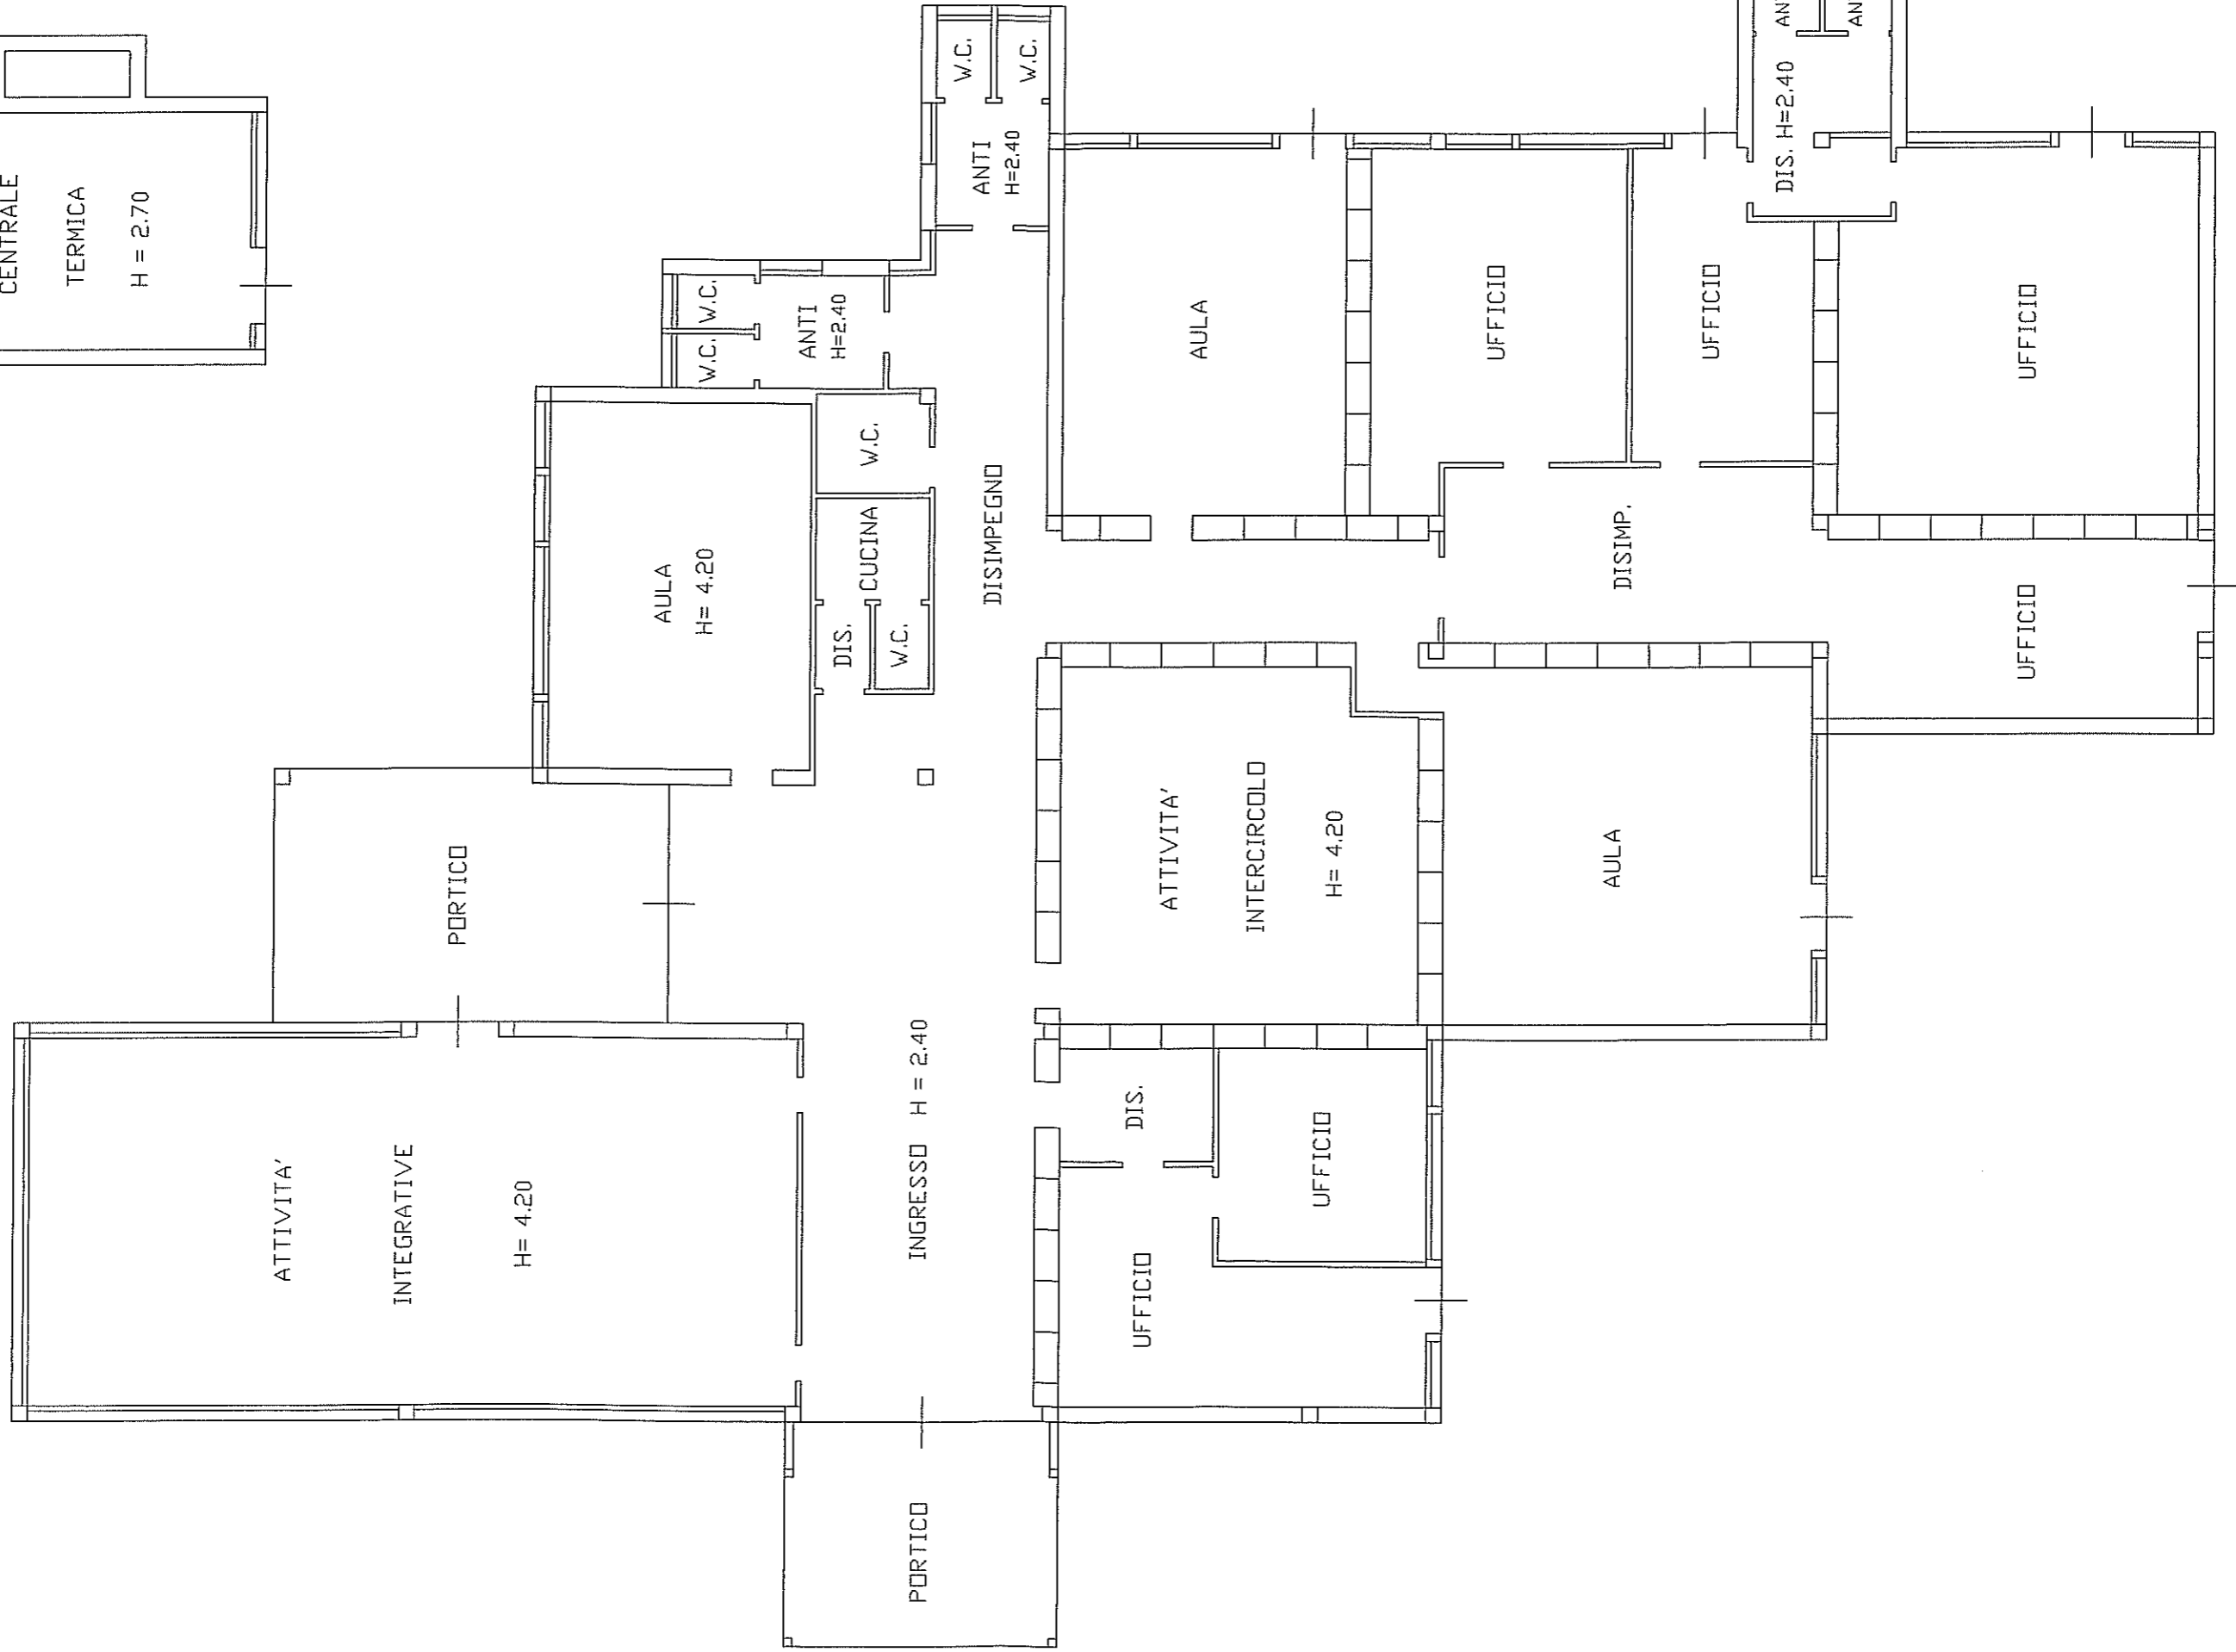 CENTRALE
TERMICA
H = 2.70
W.C.
W.C.
ANTI
H=2.40
W.C.
W.C.
ANTI
H=2.40
W.C.
CUCINA
DIS.
W.C.
AULA
H= 4.20
DISIMPEGNO
AULA
UFFICIO
UFFICIO
DIS. H=2.40
AN
AN
UFFICIO
DISIMP.
UFFICIO
PORTICO
ATTIVITA'
INTERCIRCOLO
H= 4.20
AULA
ATTIVITA'
INTEGRATIVE
H= 4.20
INGRESSO H = 2.40
DIS.
UFFICIO
UFFICIO
PORTICO